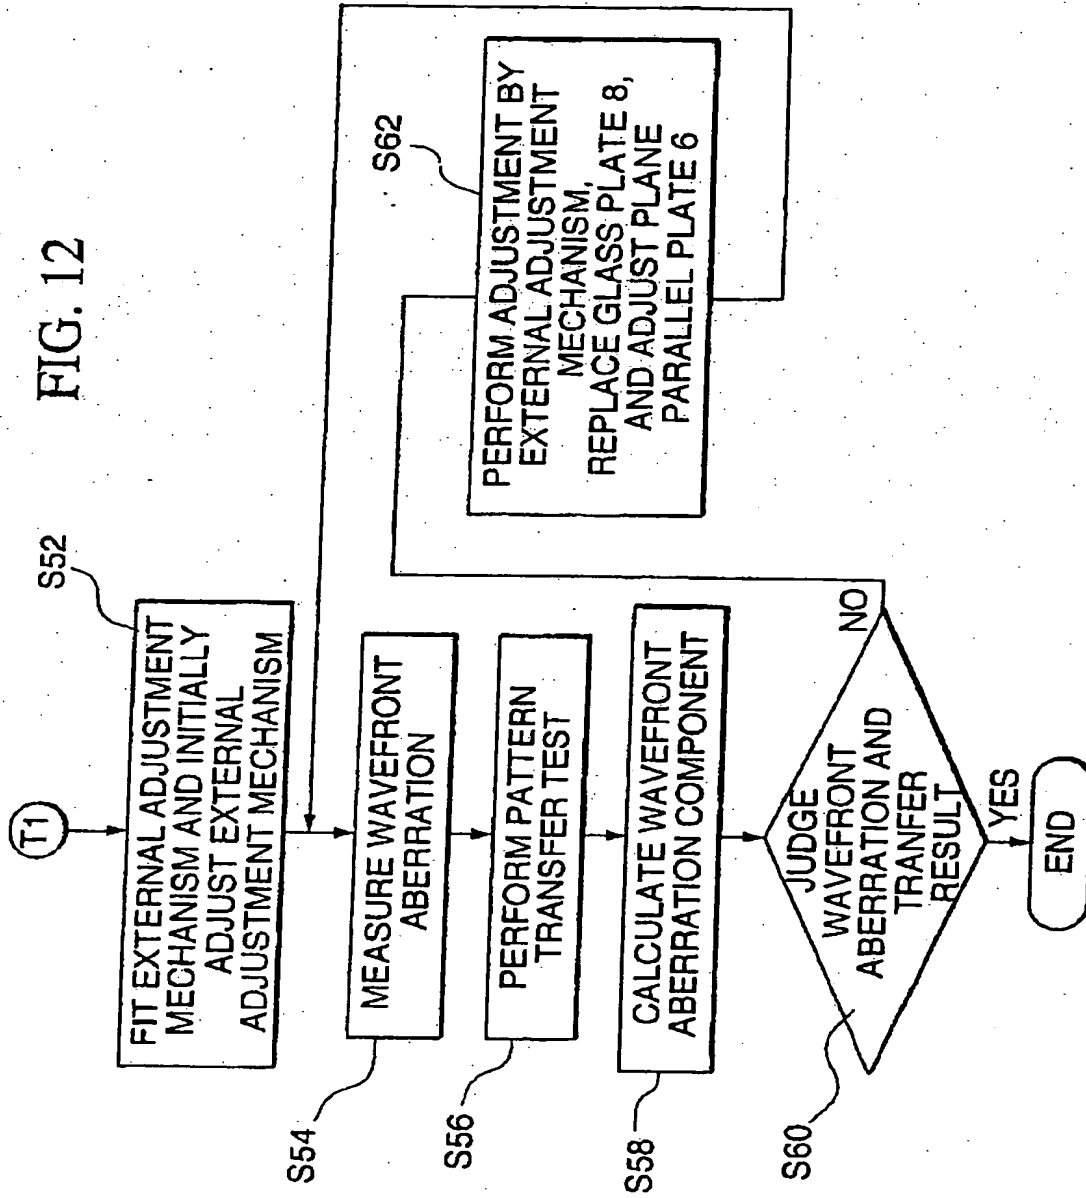 FIG. 12
T1
S52
FIT EXTERNAL ADJUSTMENT
MECHANISM AND INITIALLY
ADJUST EXTERNAL
ADJUSTMENT MECHANISM
S54
MEASURE WAVEFRONT
ABERRATION
S56
PERFORM PATTERN
TRANSFER TEST
S58
CALCULATE WAVEFRONT
ABERRATION COMPONENT
S60
JUDGE
WAVEFRONT
ABERRATION AND
TRANFER
RESULT
NO
YES
END
S62
PERFORM ADJUSTMENT BY
EXTERNAL ADJUSTMENT
MECHANISM,
REPLACE GLASS PLATE 8,
AND ADJUST PLANE
PARALLEL PLATE 6